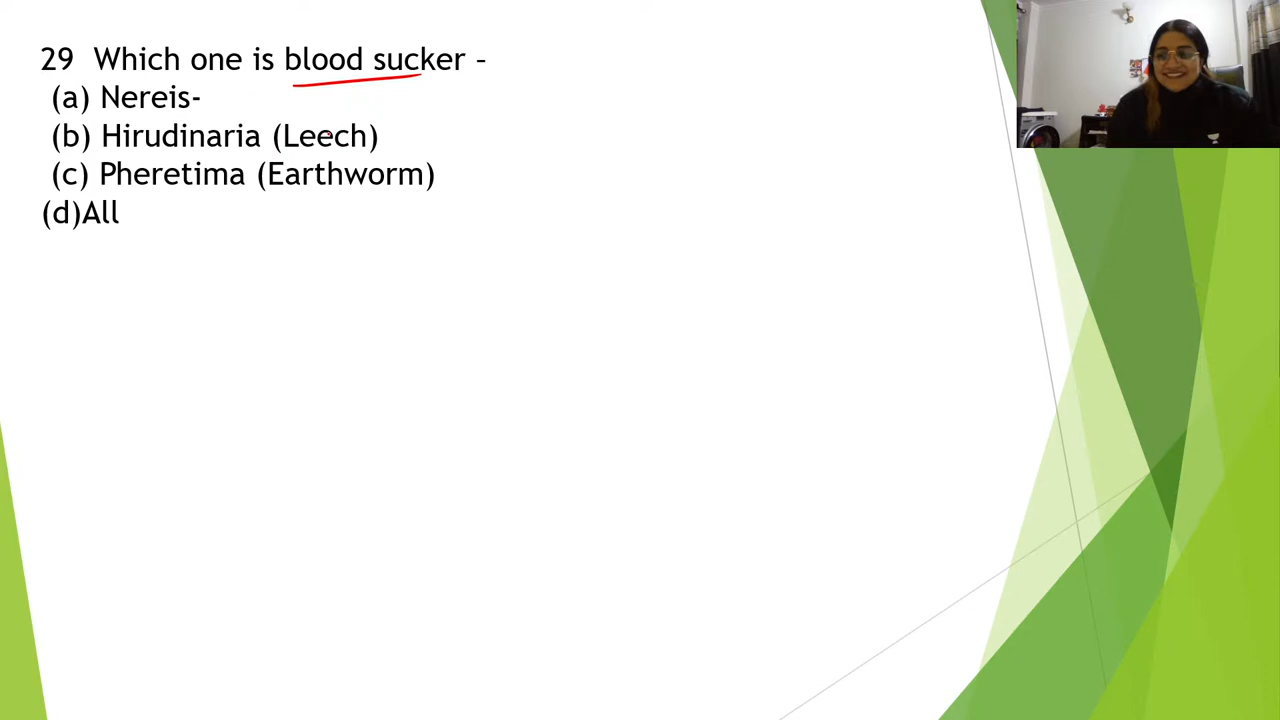 29 Which one is blood sucker –
(a) Nereis-
(b) Hirudinaria (Leech)
(c) Pheretima (Earthworm)
(d)All